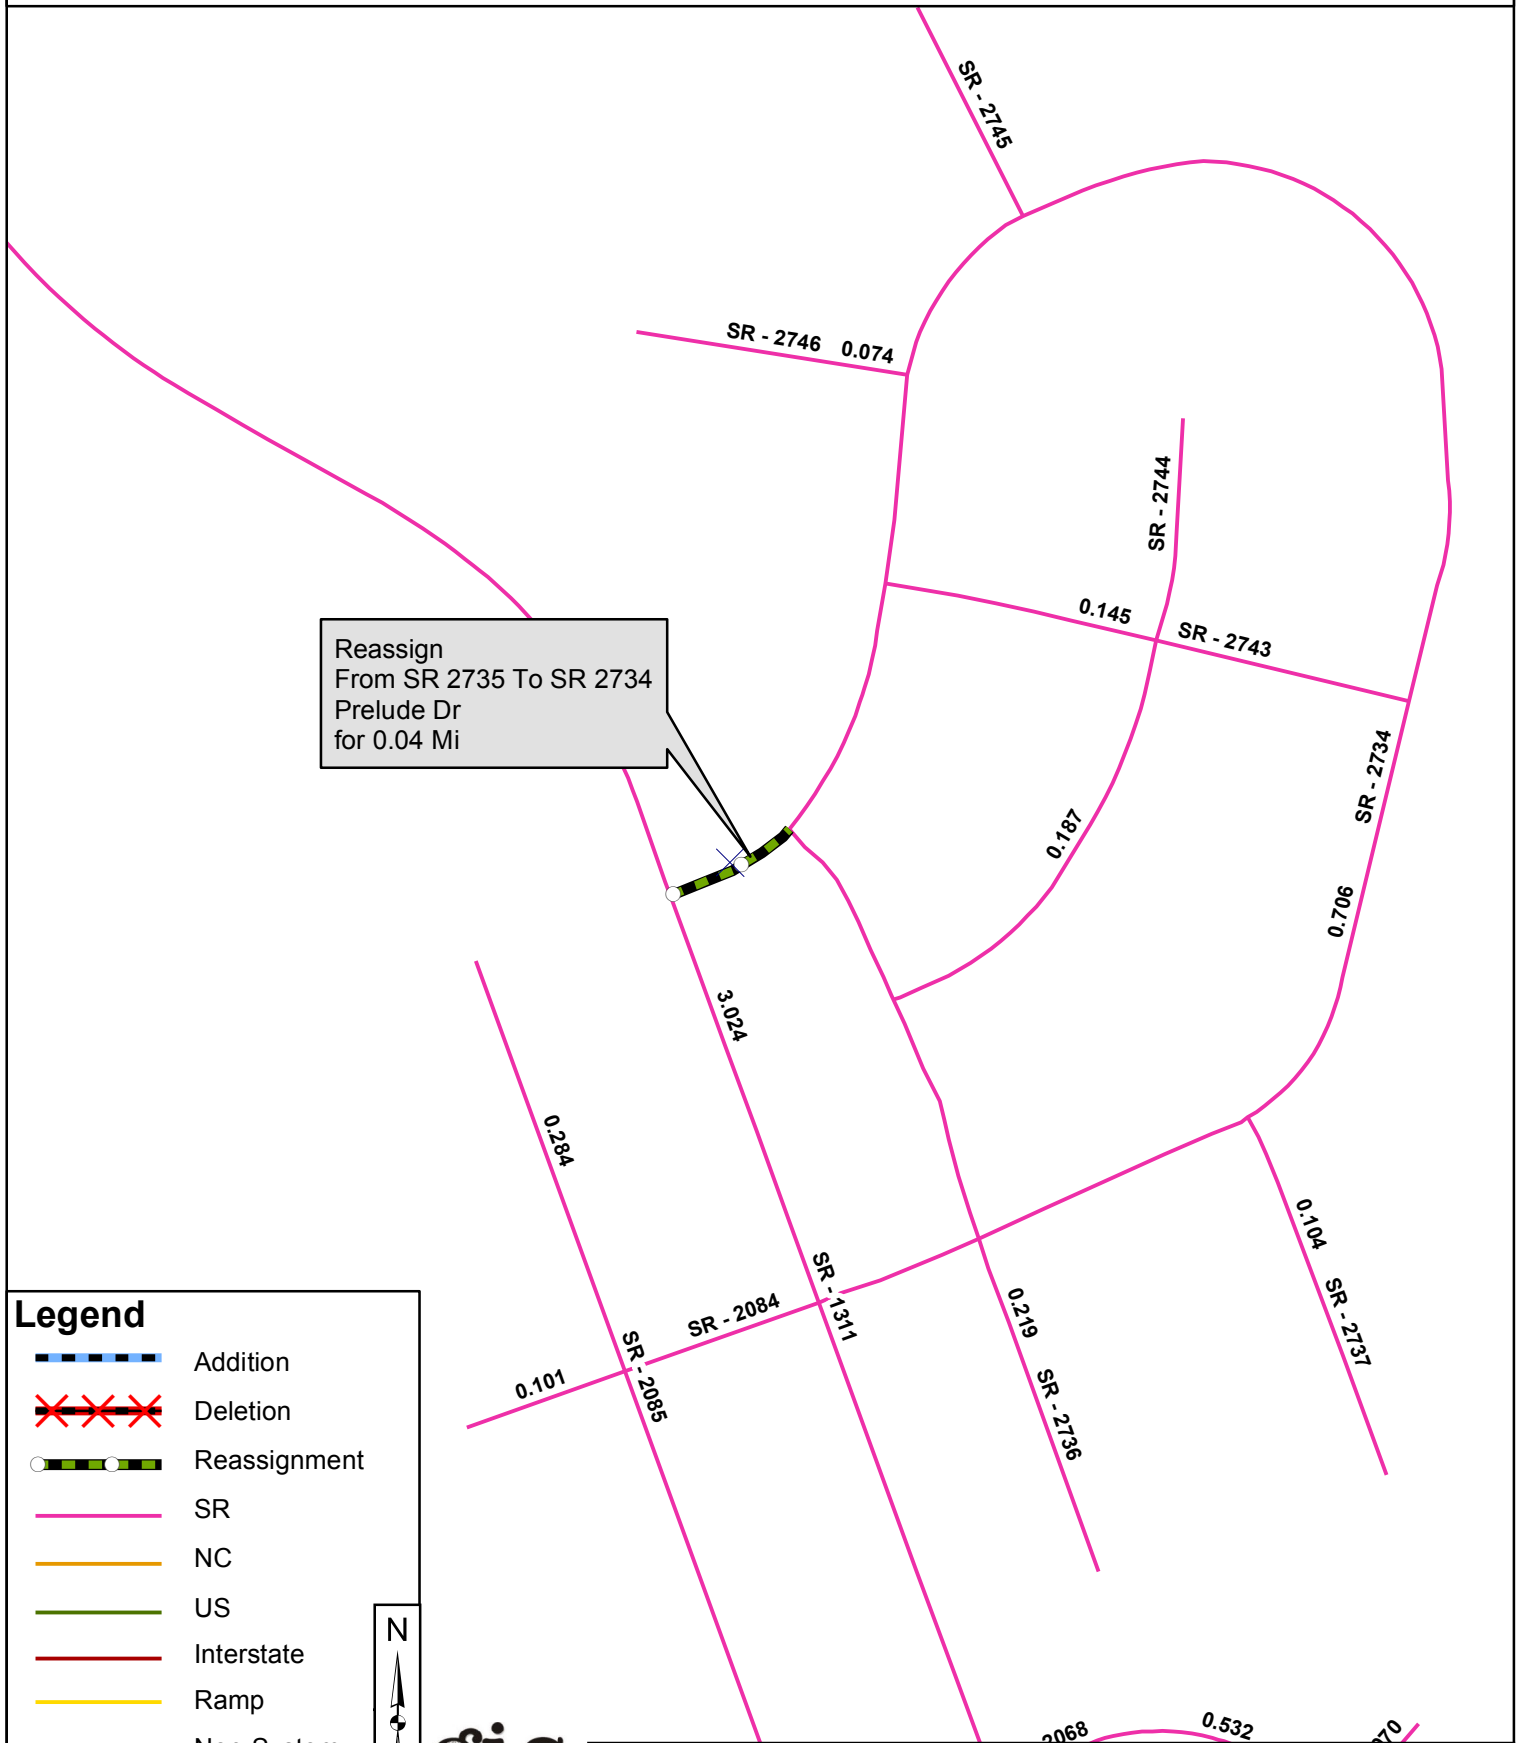 SR - 2745
SR - 2746 0.074
SR - 2744
0.145
SR - 2743
Reassign
From SR 2735 To SR 2734
Prelude Dr
for 0.04 Mi
SR - 2734
0.187
0.706
3.024
0.284
0.104
SR - 2737
SR - 1311
SR - 2084
0.219
SR - 2736
SR - 2085
0.101
Legend
Addition
Deletion
Reassignment
SR
NC
US
Interstate
Ramp
N
2068
0.532